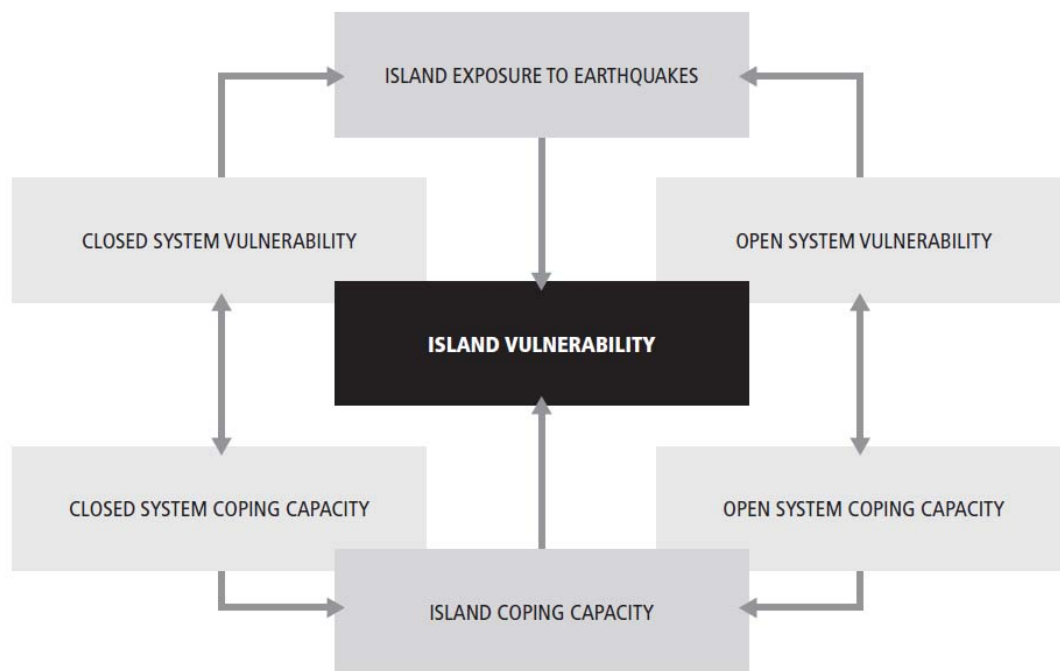 ISLAND EXPOSURE TO EARTHQUAKES
CLOSED SYSTEM VULNERABILITY
OPEN SYSTEM VULNERABILITY
ISLAND VULNERABILITY
CLOSED SYSTEM COPING CAPACITY
OPEN SYSTEM COPING CAPACITY
ISLAND COPING CAPACITY